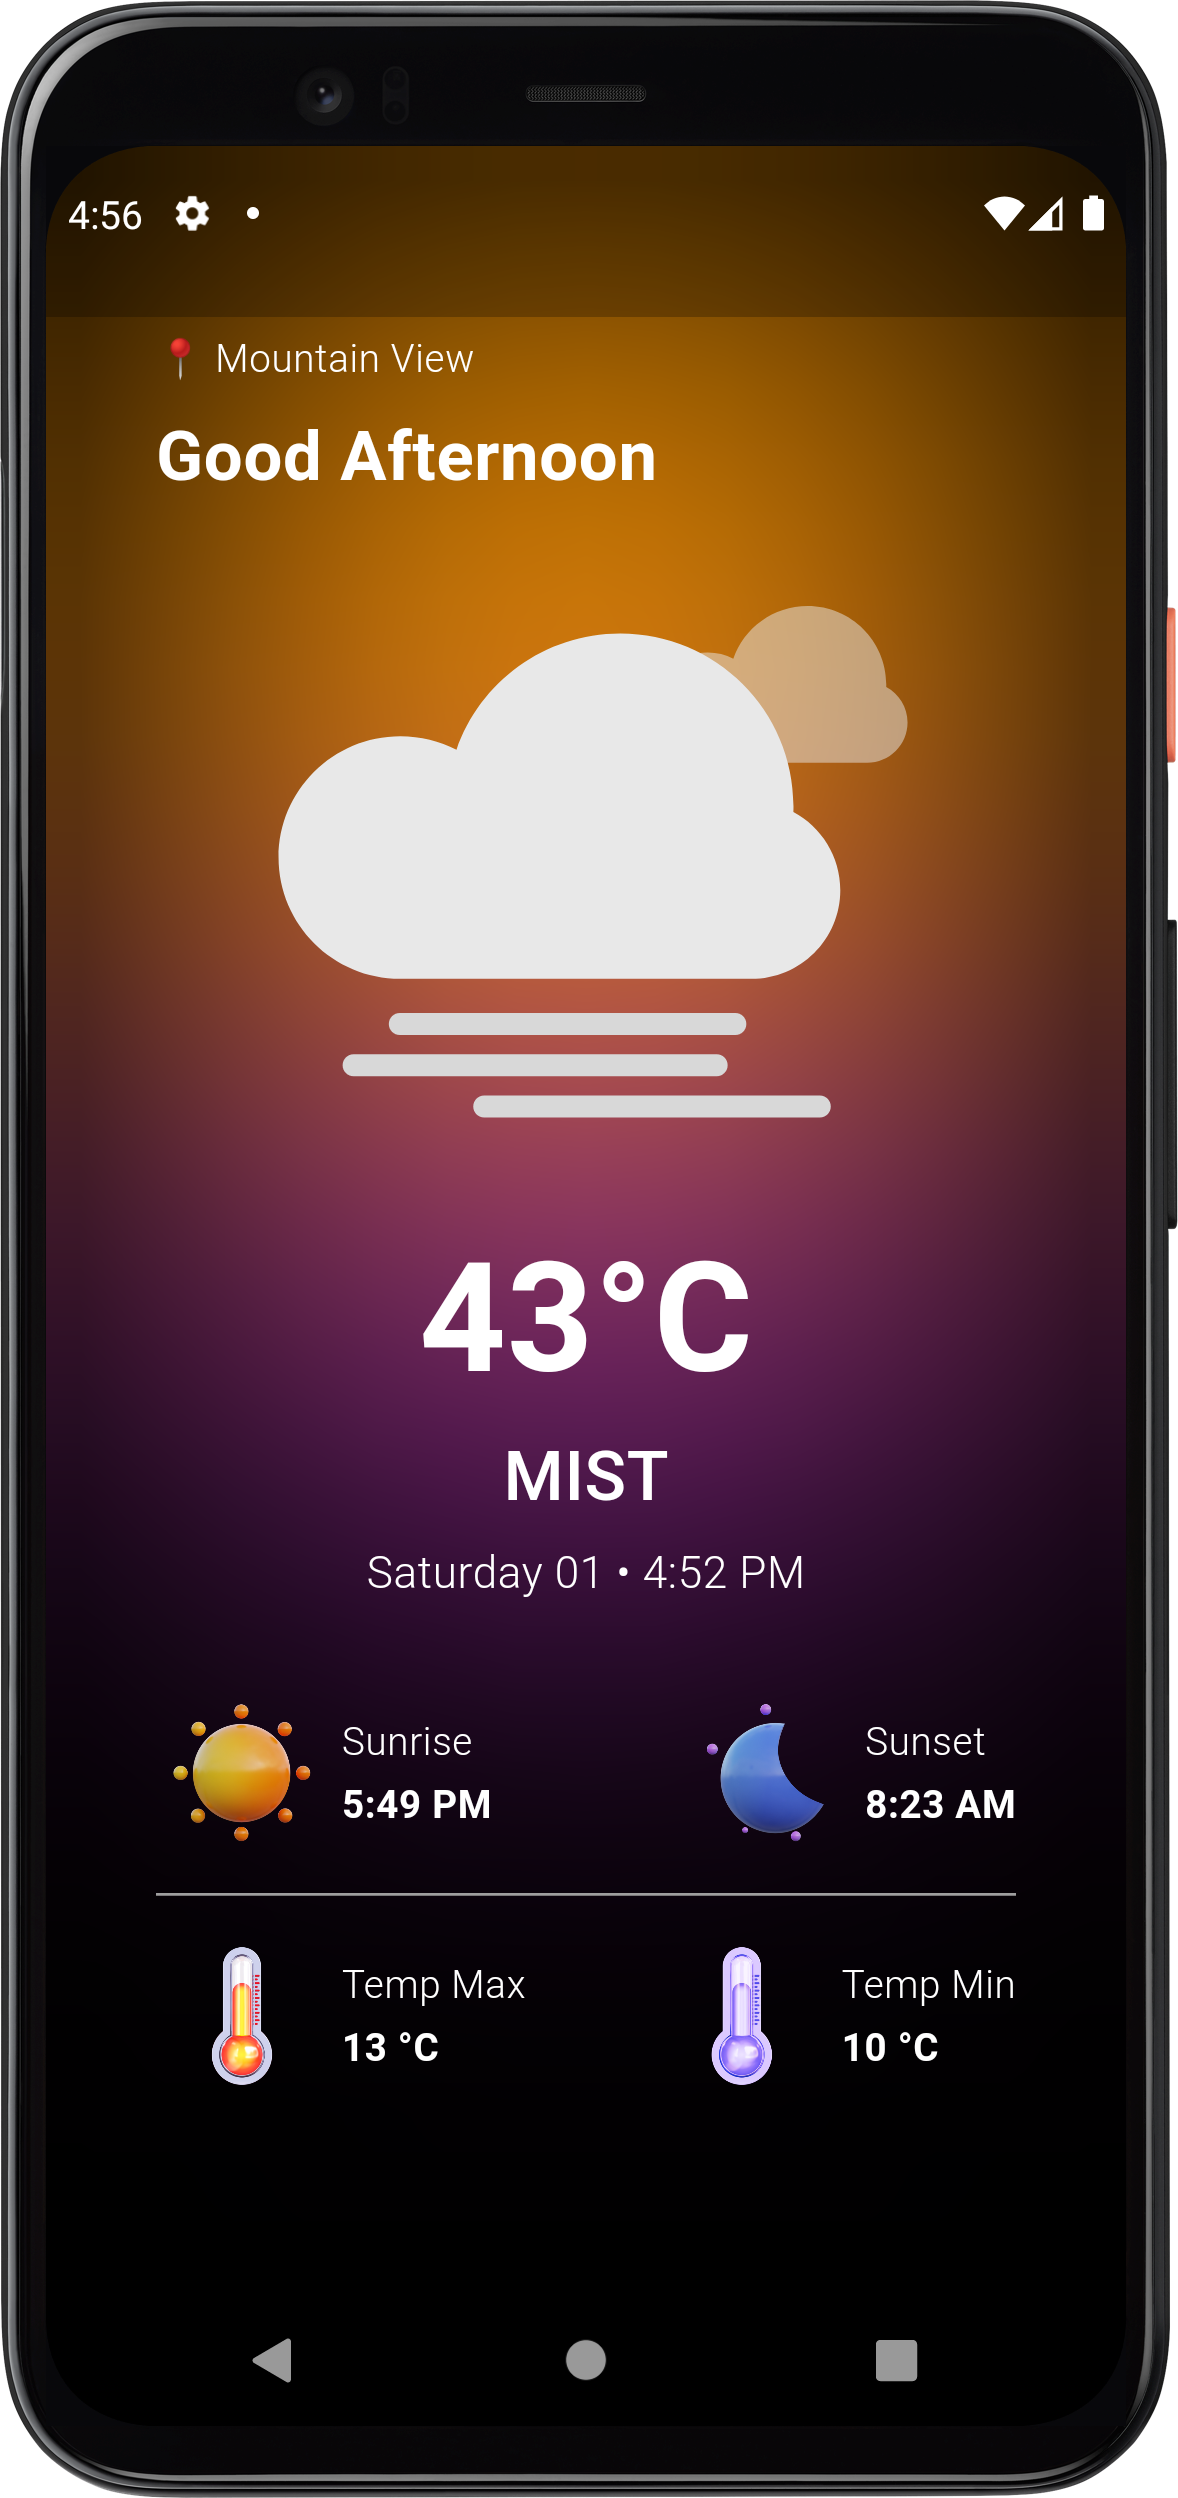 4:56
Mountain View
Good Afternoon
43°C
MIST
Saturday 01 • 4:52 PM
Sunrise
5:49 PM
Sunset
8:23 AM
Temp Max
13 °C
Temp Min
10 °C